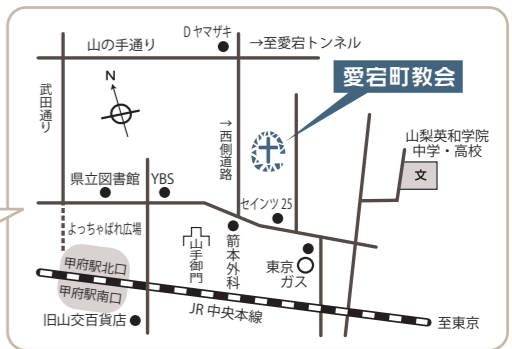 Dヤマザキ
山の手通り
→至愛宕トンネル
愛宕町教会
N
武田通り
→西側道路
山梨英和学院
中学・高校
文
県立図書館
YBS
セインツ25
よっちゃばれ広場
山手御門
箭本外科
東京
ガス
甲府駅北口
甲府駅南口
JR 中央本線
至東京
旧山交百貨店